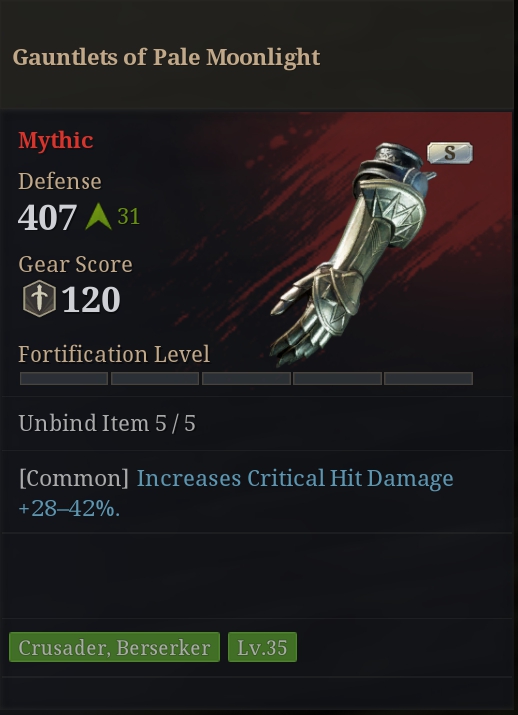 Gauntlets of Pale Moonlight
Mythic
S
Defense
407 31
Gear Score
120
Fortification Level
Unbind Item 5 / 5
[Common] Increases Critical Hit Damage
+28–42%.
Crusader, Berserker Lv.35